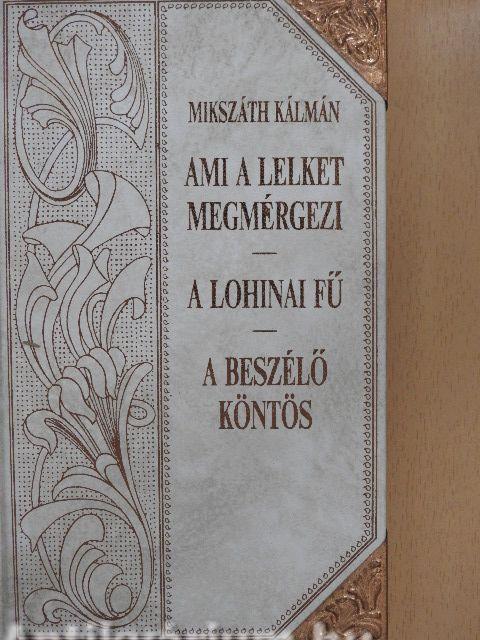 MIKSZÁTH KÁLMÁN
AMI A LELKET
MEGMÉRGEZI
A LOHINAI FŰ
A BESZÉLŐ
KÖNTÖS